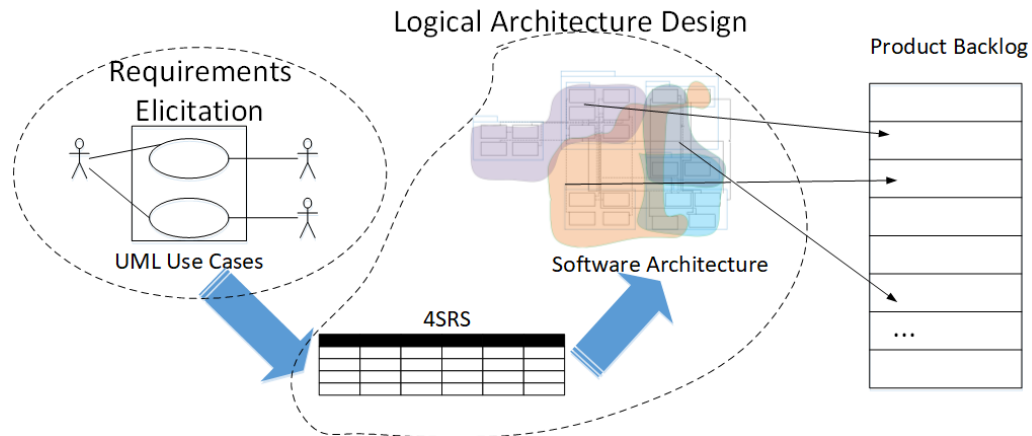 Logical Architecture Design
Product Backlog
Requirements
Elicitation
UML Use Cases
Software Architecture
4SRS
...